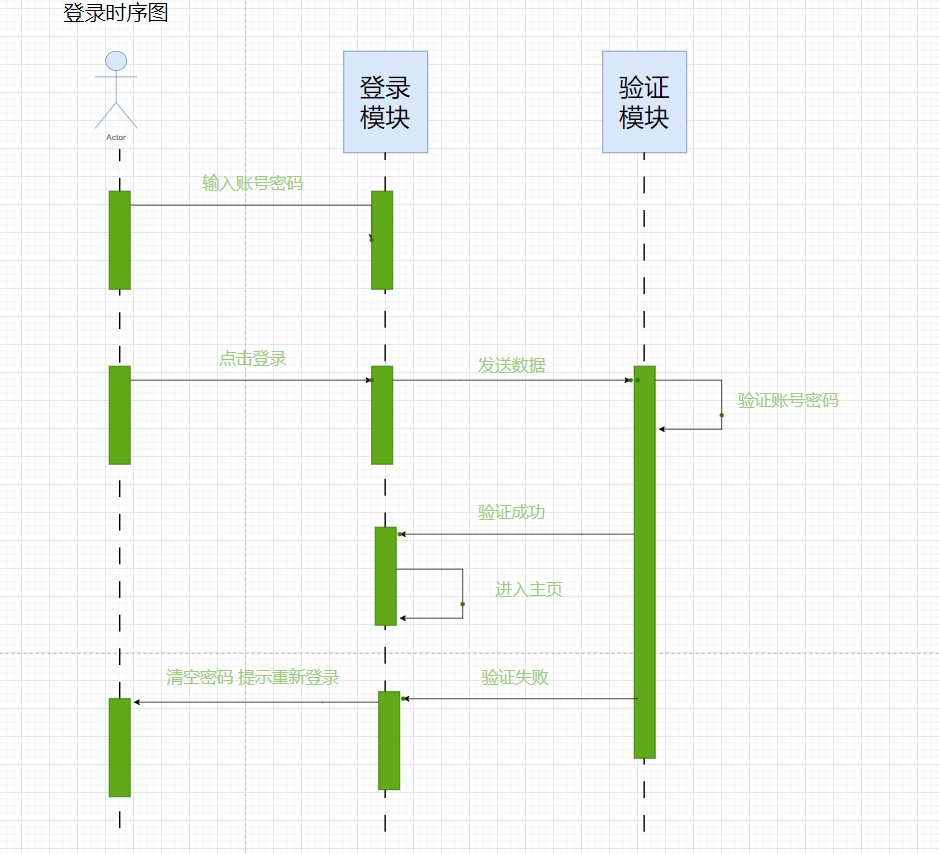 登录时序图
登录
模块
验证
模块
Actor
输入账号密码
点击登录
发送数据
验证账号密码
验证成功
进入主页
清空密码 提示重新登录
验证失败